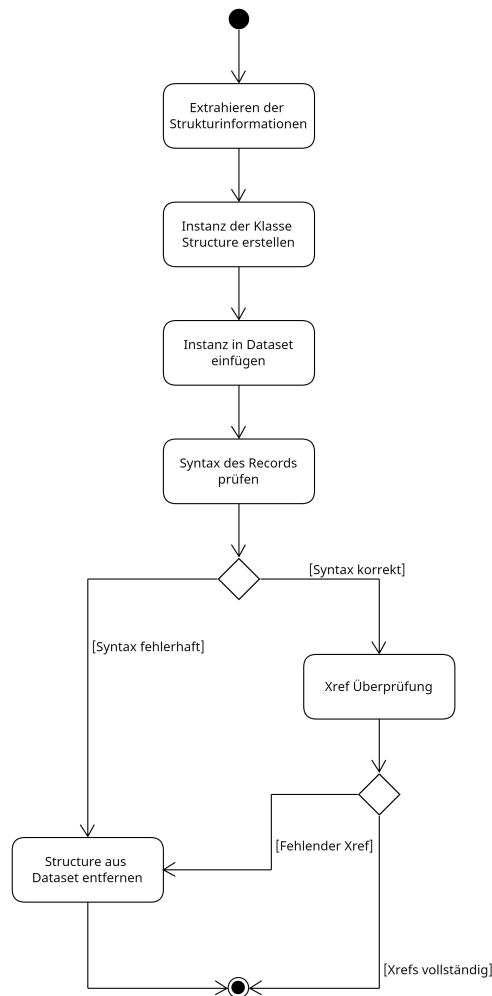 Extrahieren der
Strukturinformationen
Instanz der Klasse
Structure erstellen
Instanz in Dataset
einfügen
Syntax des Records
prüfen
[Syntax korrekt]
[Syntax fehlerhaft]
Xref Überprüfung
[Fehlender Xref]
Structure aus
Dataset entfernen
[Xrefs vollständig]